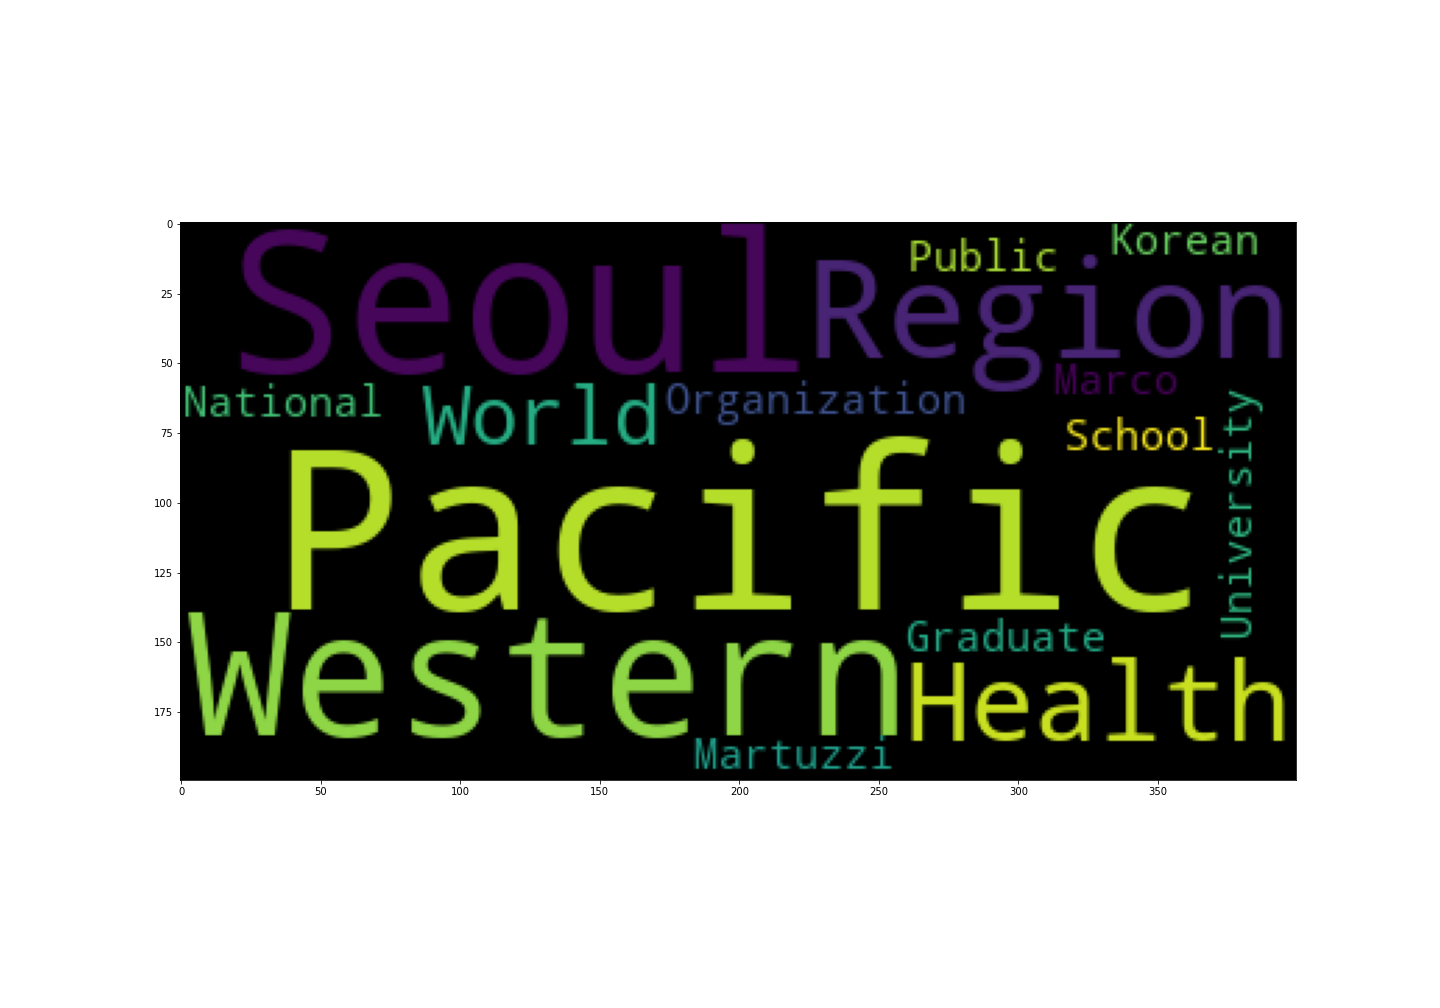 Seoul
Region
Public
Korean
National
World
Organization
Marco
School
University
Pacific
Western
Graduate
Health
Martuzzi
0
25
50
75
100
125
150
175
0 50 100 150 200 250 300 350